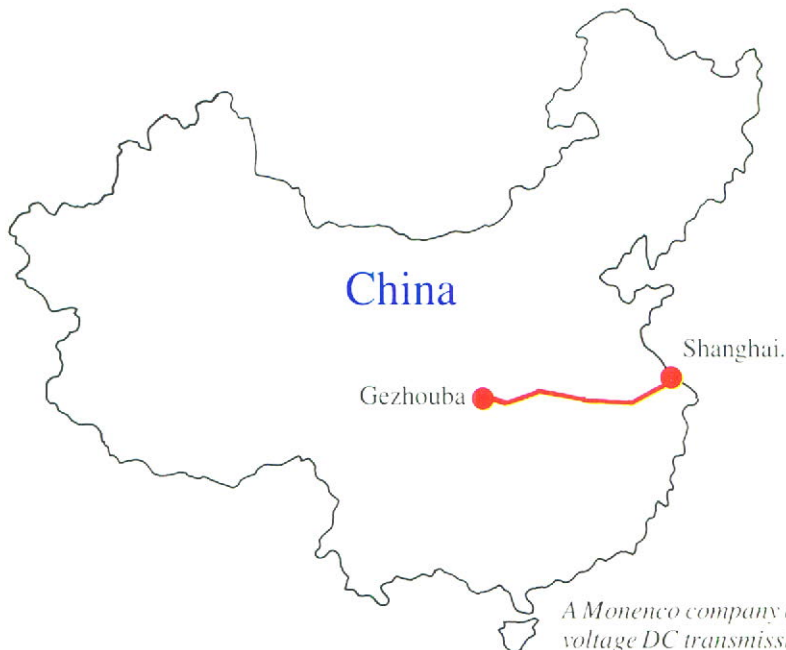 China
Shanghai.
Gezhouba
A Monenco company
voltage DC transmiss